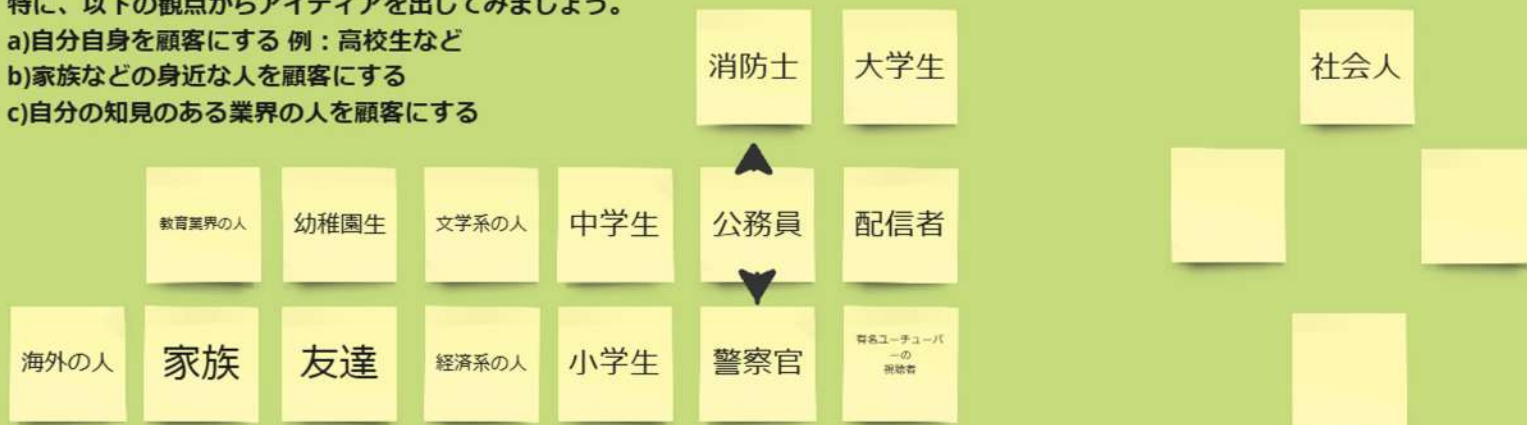 特に、以下の観点からアイディアを出してみましょう。
a)自分自身を顧客にする 例：高校生など
b)家族などの身近な人を顧客にする
c)自分の知見のある業界の人を顧客にする
消防士
大学生
社会人
教育業界の人
幼稚園生
文学系の人
中学生
公務員
配信者
海外の人
家族
友達
経済系の人
小学生
警察官
有名ユーチューバ
ーの
視聴者